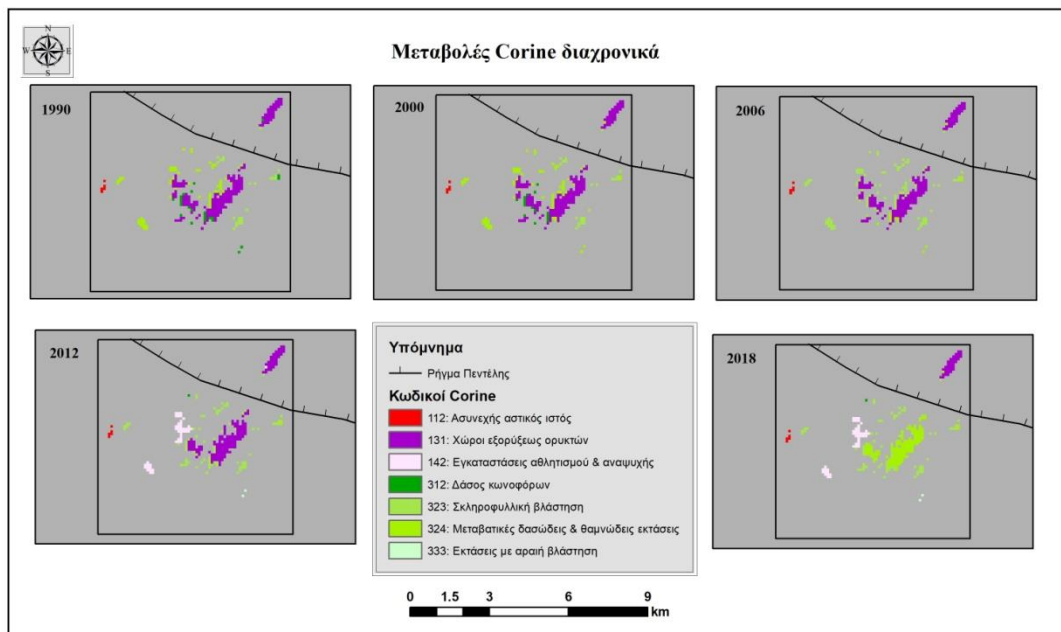 N
W E
S
Μεταβολές Corine διαχρονικά
1990
2000
2006
2012
2018
Υπόμνημα
Ρήγμα Πεντέλης
Κωδικοί Corine
112: Ασυνεχής αστικός ιστός
131: Χώροι εξορύξεως ορυκτών
142: Εγκαταστάσεις αθλητισμού & αναψυχής
312: Δάσος κωνοφόρων
323: Σκληροφυλλική βλάστηση
324: Μεταβατικές δασώδεις & θαμνώδεις εκτάσεις
333: Εκτάσεις με αραιή βλάστηση
0 1.5 3 6 9
km